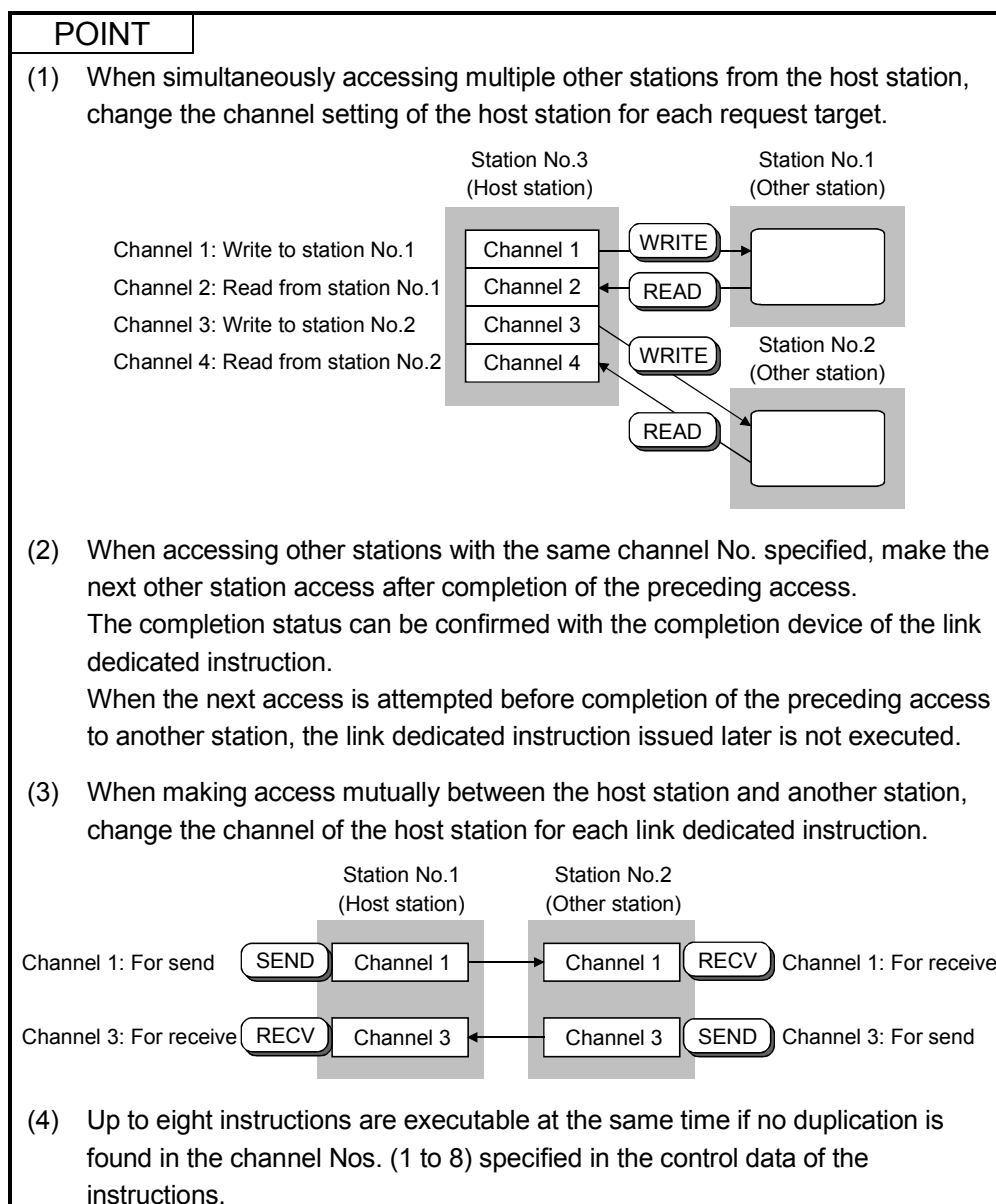 POINT
(1) When simultaneously accessing multiple other stations from the host station,
change the channel setting of the host station for each request target.
Station No.3
(Host station)
Station No.1
(Other station)
Channel 1: Write to station No.1
Channel 1
WRITE
Channel 2: Read from station No.1
Channel 2
READ
Channel 3: Write to station No.2
Channel 3
WRITE
Station No.2
(Other station)
Channel 4: Read from station No.2
Channel 4
READ
(2) When accessing other stations with the same channel No. specified, make the
next other station access after completion of the preceding access.
The completion status can be confirmed with the completion device of the link
dedicated instruction.
When the next access is attempted before completion of the preceding access
to another station, the link dedicated instruction issued later is not executed.
(3) When making access mutually between the host station and another station,
change the channel of the host station for each link dedicated instruction.
Station No.1
(Host station)
Station No.2
(Other station)
Channel 1: For send
SEND
Channel 1
Channel 1
RECV
Channel 1: For receive
Channel 3: For receive
RECV
Channel 3
Channel 3
SEND
Channel 3: For send
(4) Up to eight instructions are executable at the same time if no duplication is
found in the channel Nos. (1 to 8) specified in the control data of the
instructions.